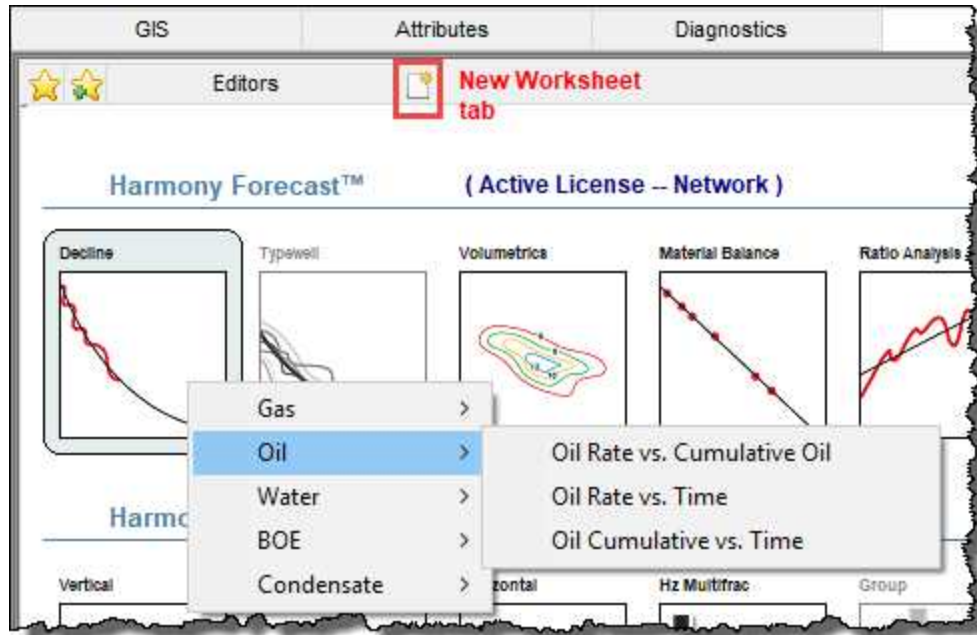 GIS Attributes Diagnostics
Editors New Worksheet
tab
Harmony Forecast™ ( Active License -- Network )
Decline Typewell Volumetrics Material Balance Ratio Analysis
Gas >
Oil > Oil Rate vs. Cumulative Oil
Water > Oil Rate vs. Time
BOE > Oil Cumulative vs. Time
Condensate >
Harmo
Vertical zontal Hz Multifrac Group